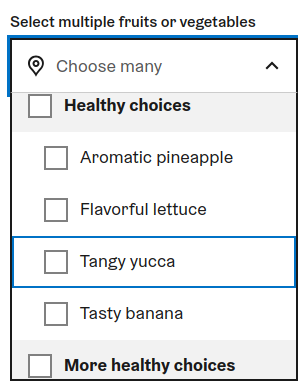 Select multiple fruits or vegetables
Choose many
Healthy choices
Aromatic pineapple
Flavorful lettuce
Tangy yucca
Tasty banana
More healthy choices